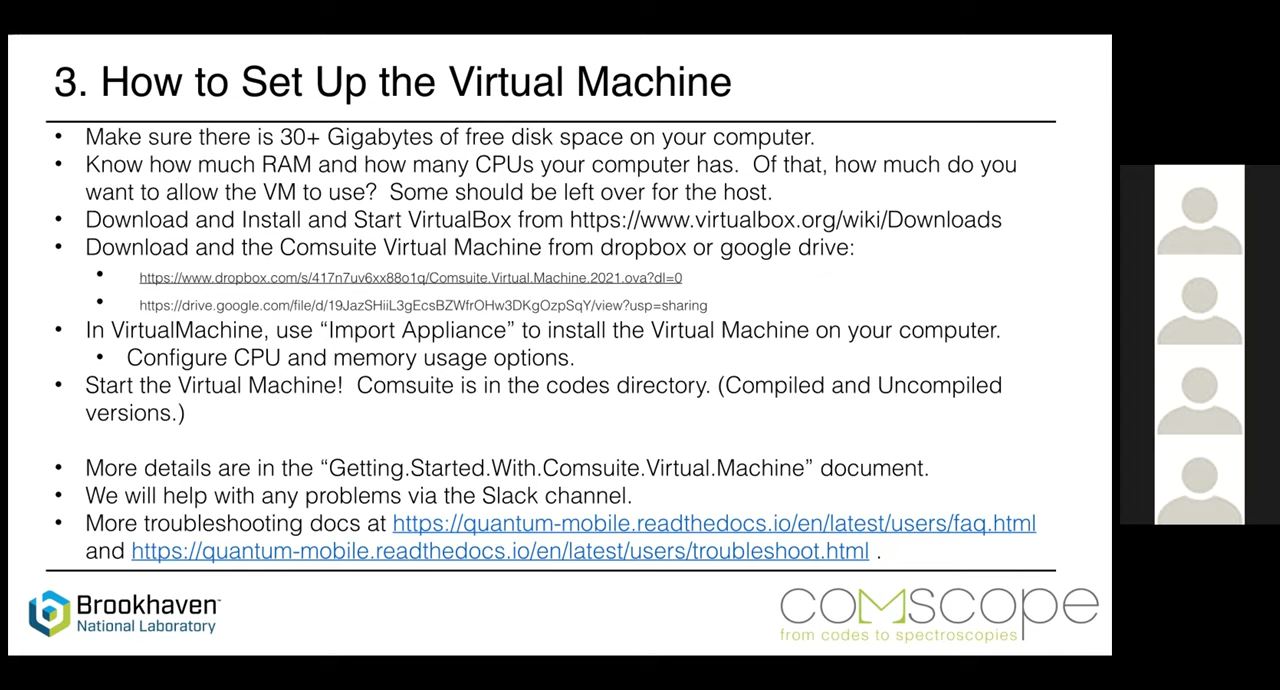 3. How to Set Up the Virtual Machine
• Make sure there is 30+ Gigabytes of free disk space on your computer.
• Know how much RAM and how many CPUs your computer has. Of that, how much do you
want to allow the VM to use? Some should be left over for the host.
• Download and Install and Start VirtualBox from https://www.virtualbox.org/wiki/Downloads
• Download and the Comsuite Virtual Machine from dropbox or google drive:
• https://www.dropbox.com/s/417n7uv6xx88o1q/Comsuite.Virtual.Machine.2021.ova?dl=0
• https://drive.google.com/file/d/19JazSHiiL3gEcsBZWfrOHw3DKgOzpSqY/view?usp=sharing
• In VirtualMachine, use “Import Appliance” to install the Virtual Machine on your computer.
• Configure CPU and memory usage options.
• Start the Virtual Machine! Comsuite is in the codes directory. (Compiled and Uncompiled
versions.)
• More details are in the “Getting.Started.With.Comsuite.Virtual.Machine” document.
• We will help with any problems via the Slack channel.
• More troubleshooting docs at https://quantum-mobile.readthedocs.io/en/latest/users/faq.html
and https://quantum-mobile.readthedocs.io/en/latest/users/troubleshoot.html .
Brookhaven™
National Laboratory
comscope
from codes to spectroscopies